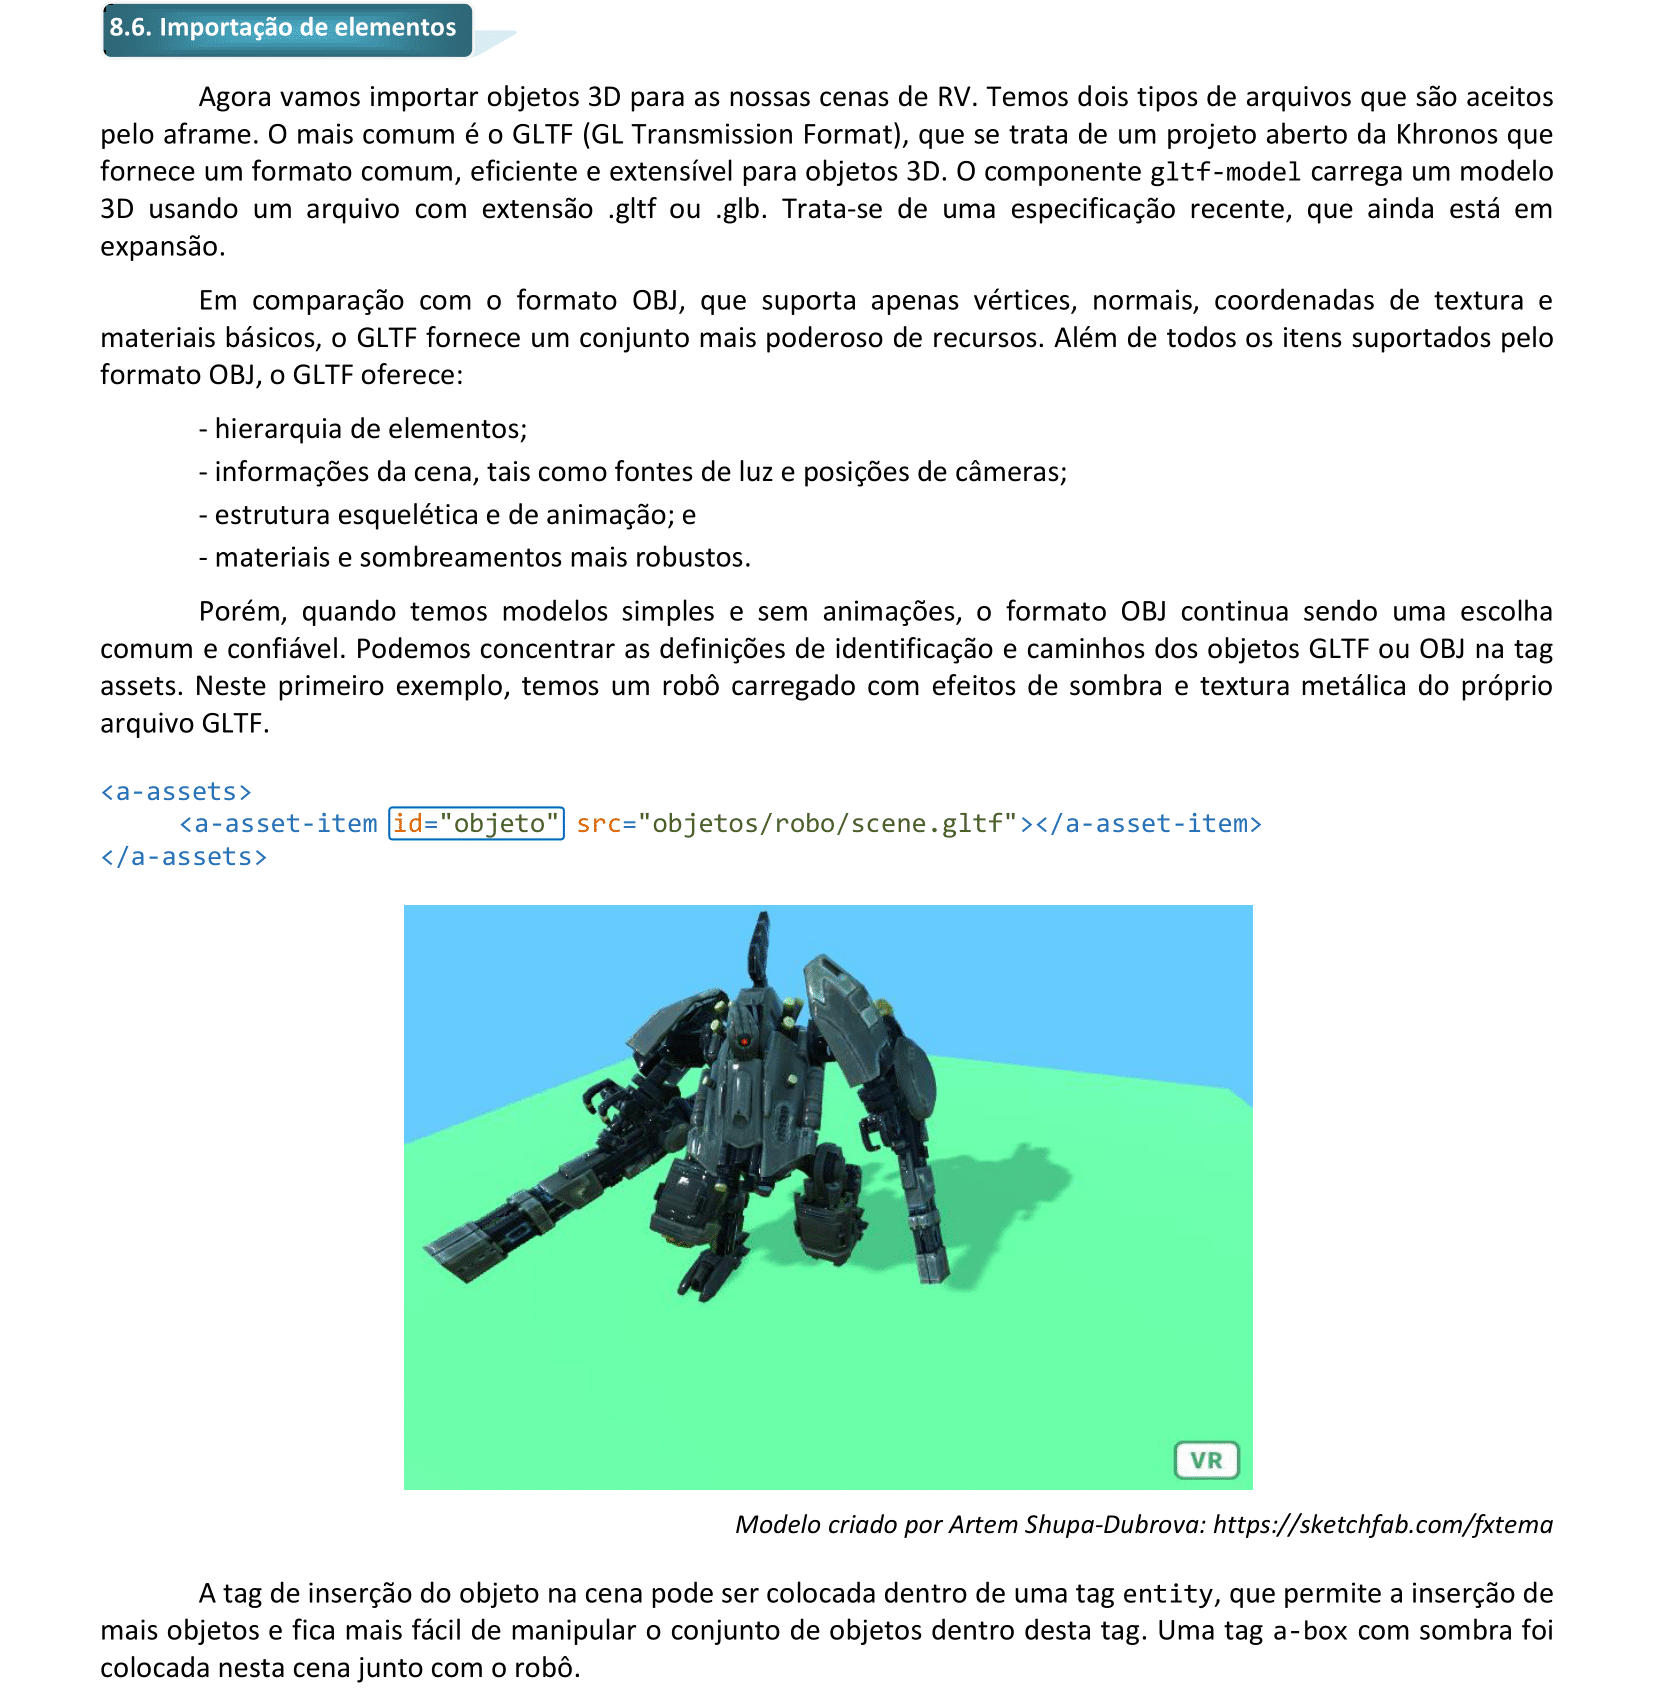 8.6. Importação de elementos
Agora vamos importar objetos 3D para as nossas cenas de RV. Temos dois tipos de arquivos que são aceitos
pelo aframe. O mais comum é o GLTF (GL Transmission Format), que se trata de um projeto aberto da Khronos que
fornece um formato comum, eficiente e extensível para objetos 3D. O componente gltf-model carrega um modelo
3D usando um arquivo com extensão .gltf ou .glb. Trata-se de uma especificação recente, que ainda está em
expansão.
Em comparação com o formato OBJ, que suporta apenas vértices, normais, coordenadas de textura e
materiais básicos, o GLTF fornece um conjunto mais poderoso de recursos. Além de todos os itens suportados pelo
formato OBJ, o GLTF oferece:
- hierarquia de elementos;
- informações da cena, tais como fontes de luz e posições de câmeras;
- estrutura esquelética e de animação; e
- materiais e sombreamentos mais robustos.
Porém, quando temos modelos simples e sem animações, o formato OBJ continua sendo uma escolha
comum e confiável. Podemos concentrar as definições de identificação e caminhos dos objetos GLTF ou OBJ na tag
assets. Neste primeiro exemplo, temos um robô carregado com efeitos de sombra e textura metálica do próprio
arquivo GLTF.
<a-assets>
<a-asset-item id="objeto" src="objetos/robo/scene.gltf"></a-asset-item>
</a-assets>
VR
Modelo criado por Artem Shupa-Dubrova: https://sketchfab.com/fxtema
A tag de inserção do objeto na cena pode ser colocada dentro de uma tag entity, que permite a inserção de
mais objetos e fica mais fácil de manipular o conjunto de objetos dentro desta tag. Uma tag a-box com sombra foi
colocada nesta cena junto com o robô.